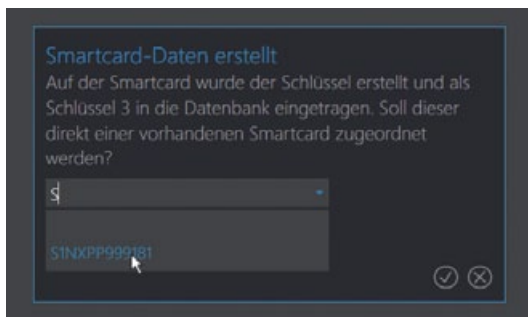 Smartcard-Daten erstellt
Auf der Smartcard wurde der Schlüssel erstellt und als
Schlüssel 3 in die Datenbank eingetragen. Soll dieser
direkt einer vorhandenen Smartcard zugeordnet
werden?
S
S1NXPP999181